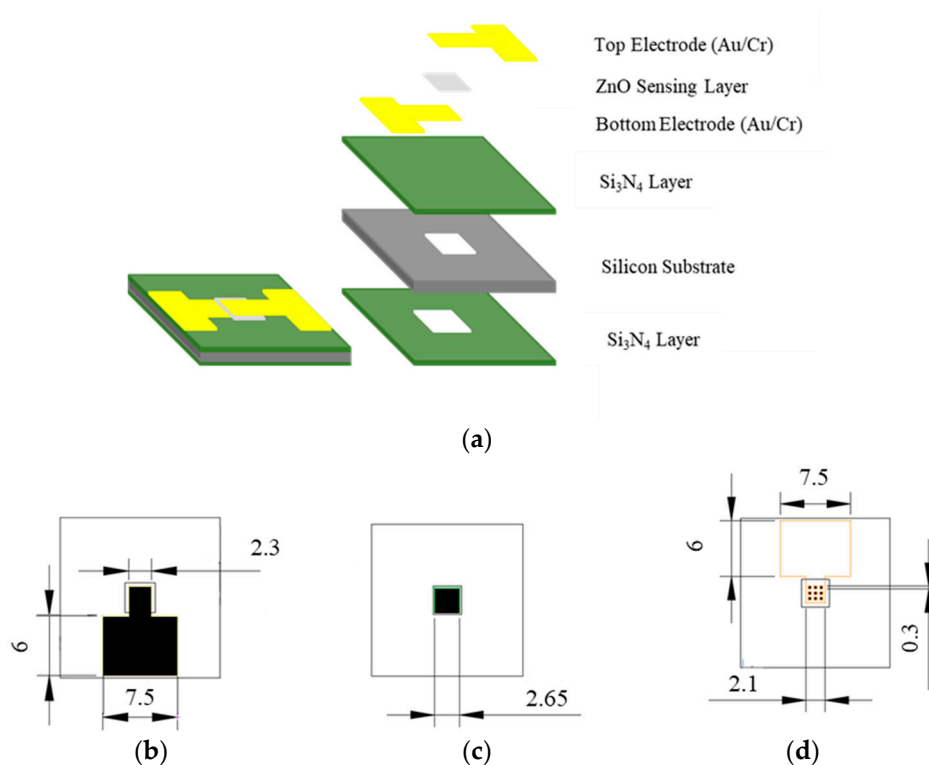 Top Electrode (Au/Cr)
ZnO Sensing Layer
Bottom Electrode (Au/Cr)
Si₃N₄ Layer
Silicon Substrate
Si₃N₄ Layer
(a)
2.3
6
7.5
(b)
2.65
(c)
7.5
6
0.3
2.1
(d)